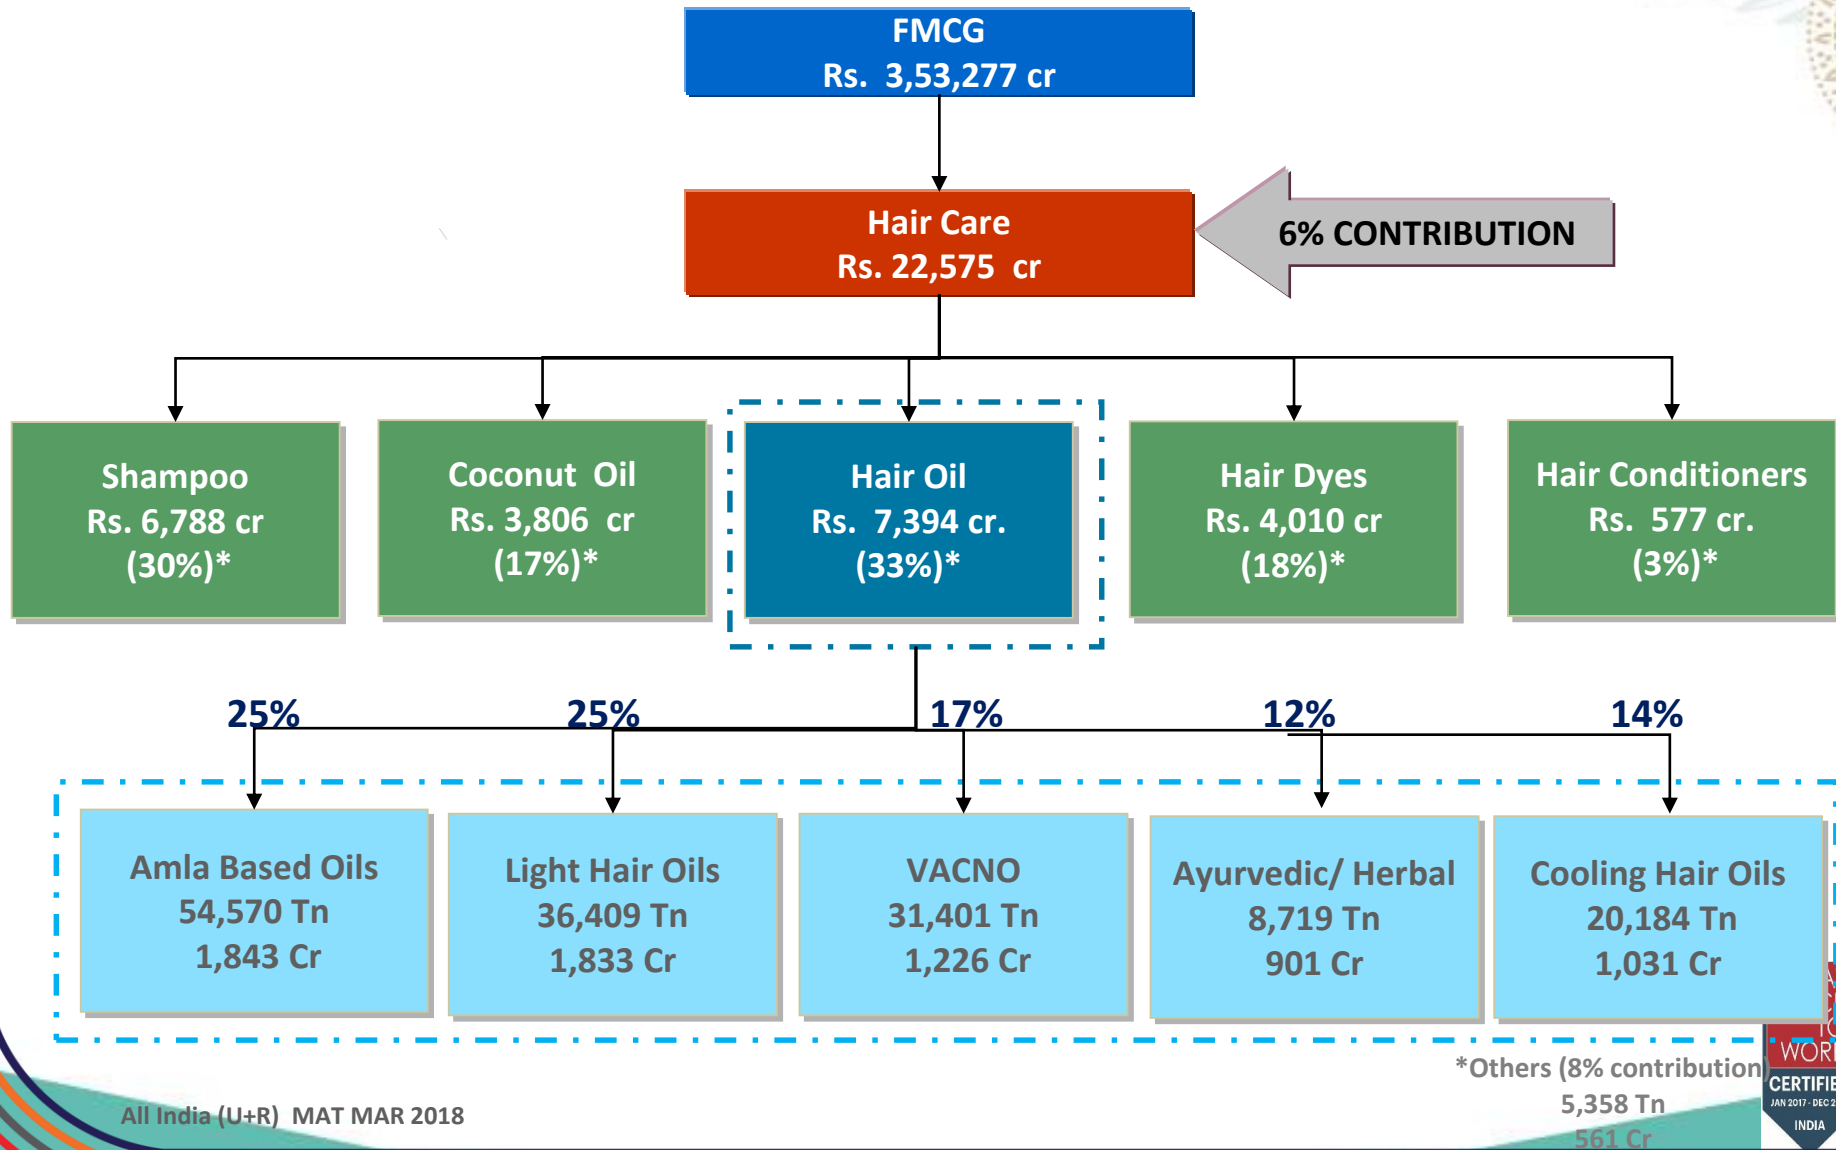 FMCG
Rs. 3,53,277 cr
Hair Care
Rs. 22,575 cr
6% CONTRIBUTION
Shampoo
Rs. 6,788 cr
(30%)*
Coconut Oil
Rs. 3,806 cr
(17%)*
Hair Oil
Rs. 7,394 cr.
(33%)*
Hair Dyes
Rs. 4,010 cr
(18%)*
Hair Conditioners
Rs. 577 cr.
(3%)*
25%
25%
17%
12%
14%
Amla Based Oils
54,570 Tn
1,843 Cr
Light Hair Oils
36,409 Tn
1,833 Cr
VACNO
31,401 Tn
1,226 Cr
Ayurvedic/ Herbal
8,719 Tn
901 Cr
Cooling Hair Oils
20,184 Tn
1,031 Cr
*Others (8% contribution)
5,358 Tn
561 Cr
All India (U+R) MAT MAR 2018
JAN 2017 - DEC
INDIA